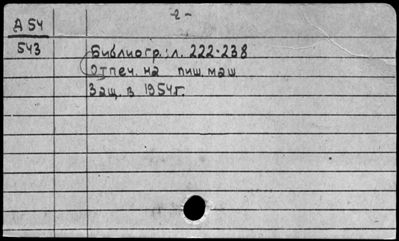 - 2 -
Д 54
543
Библиогр.: л. 222-238
Отпеч. на пиш. маш
Защ. в 1954г.